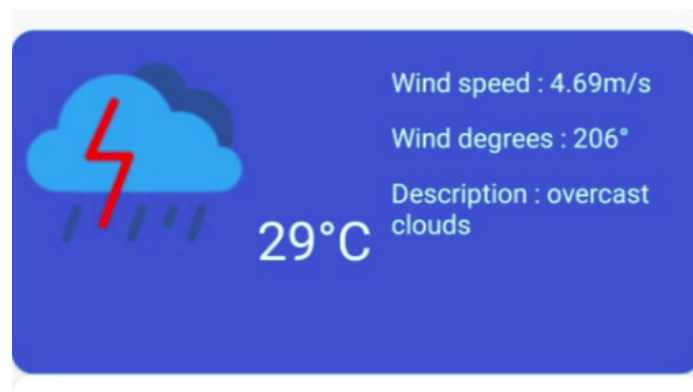 Wind speed : 4.69m/s
Wind degrees : 206°
Description : overcast
clouds
29°C